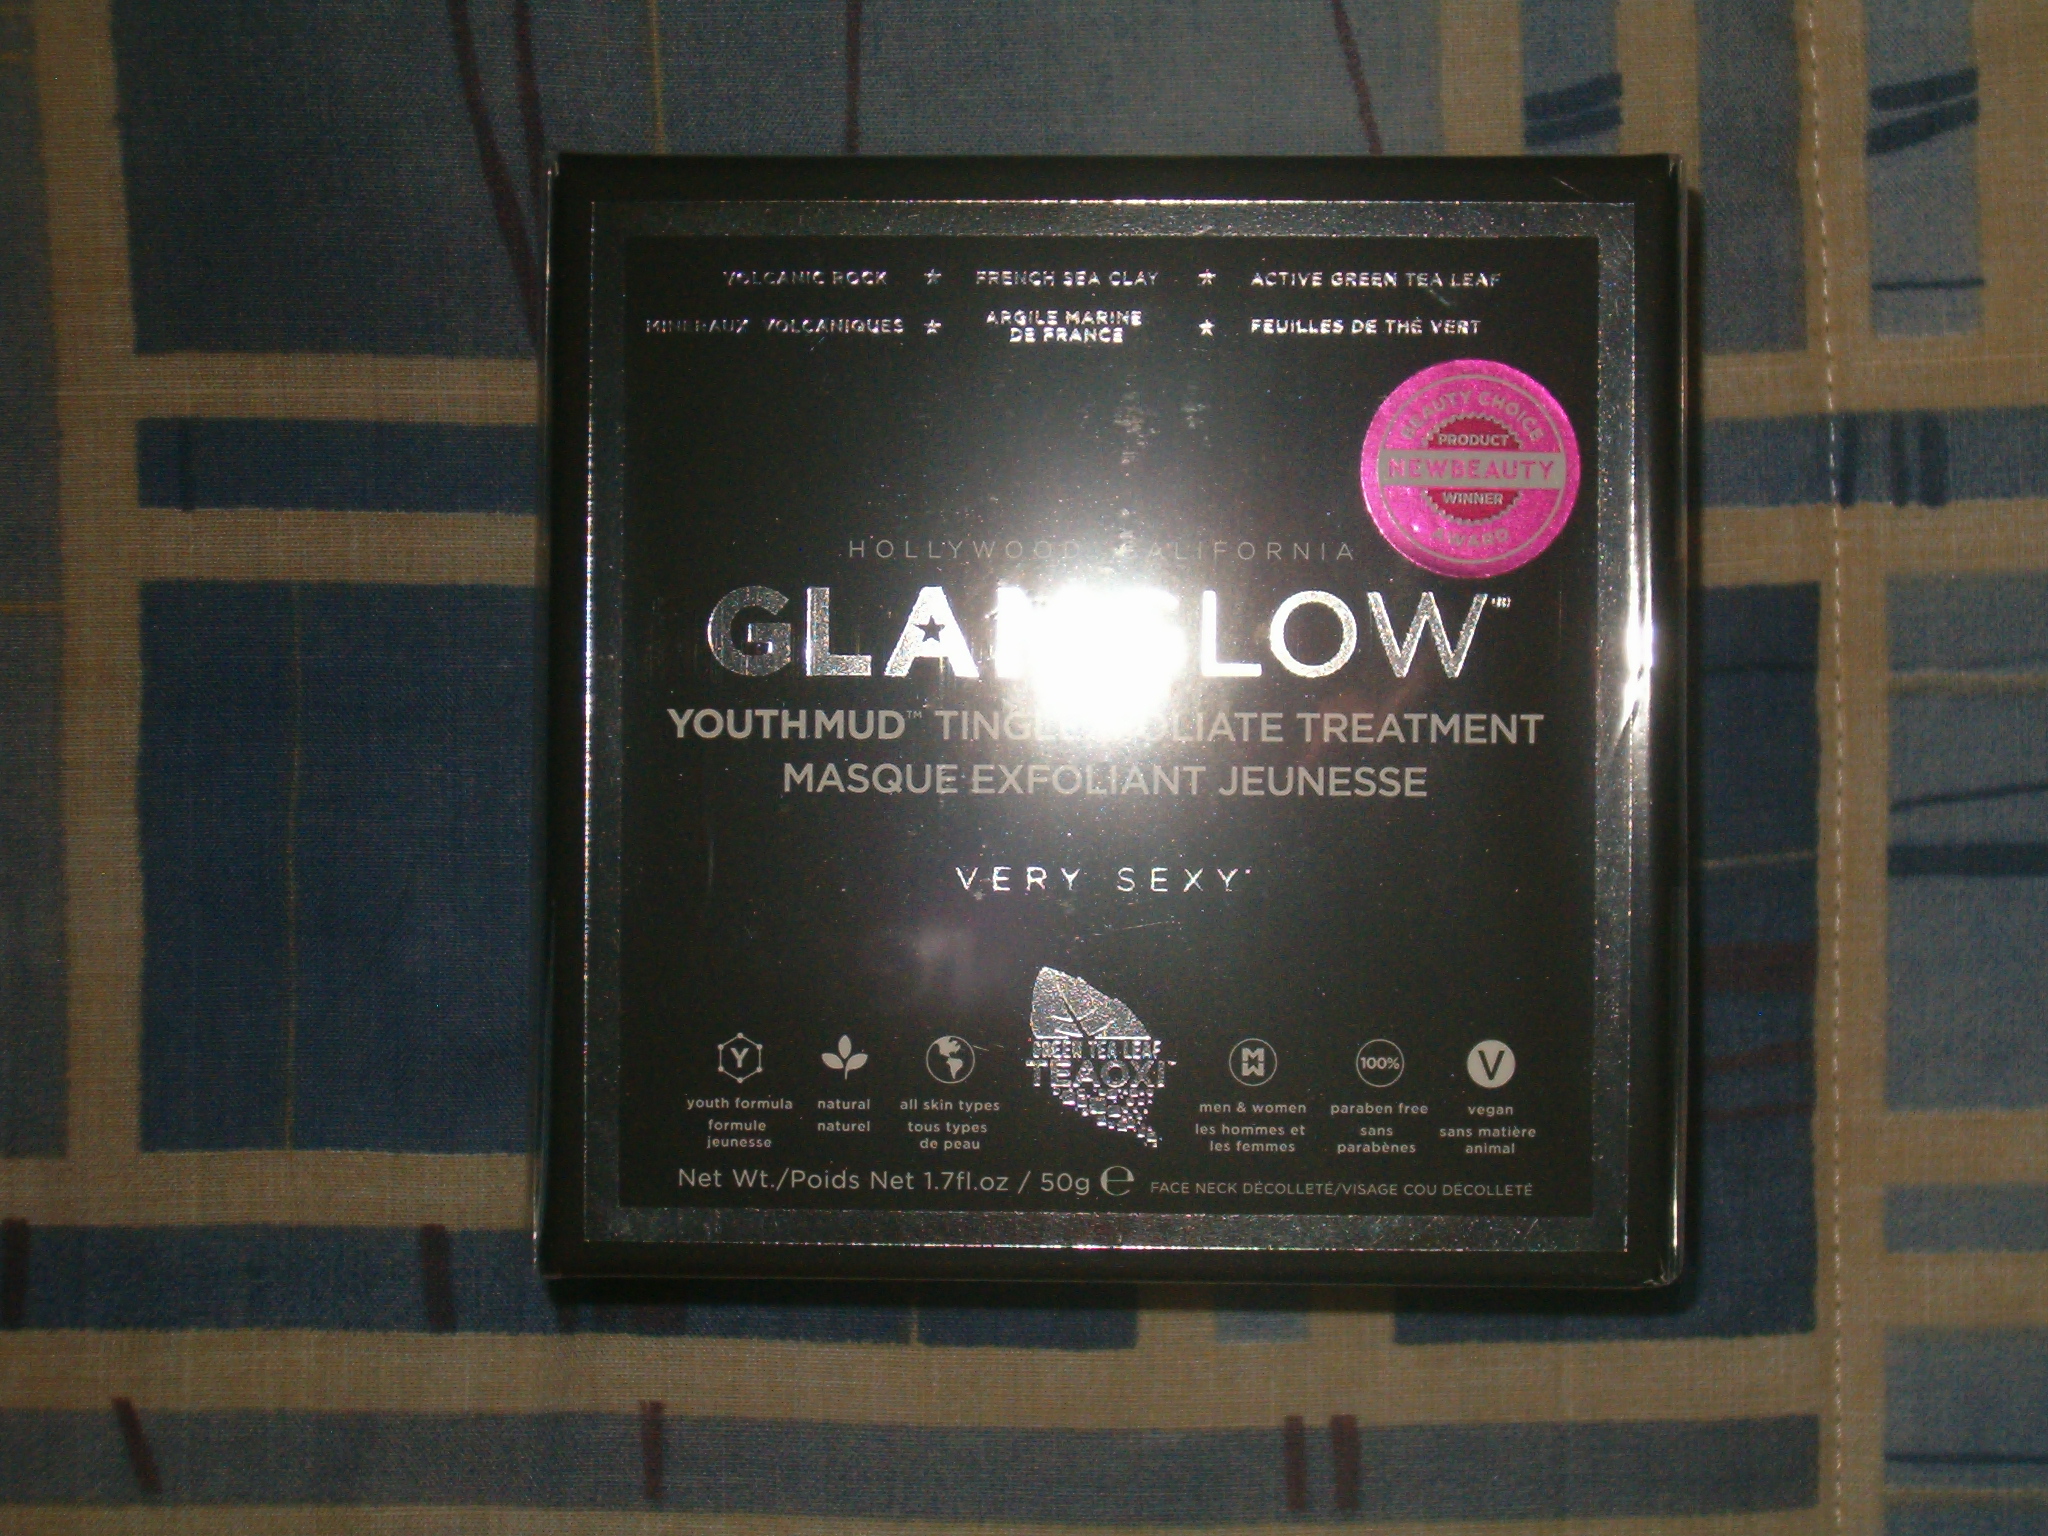 VOLCANIC ROCK ★ FRENCH SEA CLAY ★ ACTIVE GREEN TEA LEAF
MINERAUX VOLCANIQUES ★ ARGILE MARINE DE FRANCE ★ FEUILLES DE THÉ VERT
BEAUTY CHOICE
PRODUCT
NEWBEAUTY
WINNER
AWARD
HOLLYWOOD CALIFORNIA
GLAMGLOW
YOUTHMUD™ TREATMENT
MASQUE EXFOLIANT JEUNESSE
VERY SEXY
GREEN TEA LEAF
TEAOXI™
Y
M W
100%
V
youth formula
formule
jeunesse
natural
naturel
all skin types
tous types
de peau
men & women
les hommes et
les femmes
paraben free
sans
parabènes
vegan
sans matière
animal
Net Wt./Poids Net 1.7fl.oz / 50g ℮ FACE NECK DÉCOLLETÉ/VISAGE COU DÉCOLLETÉ